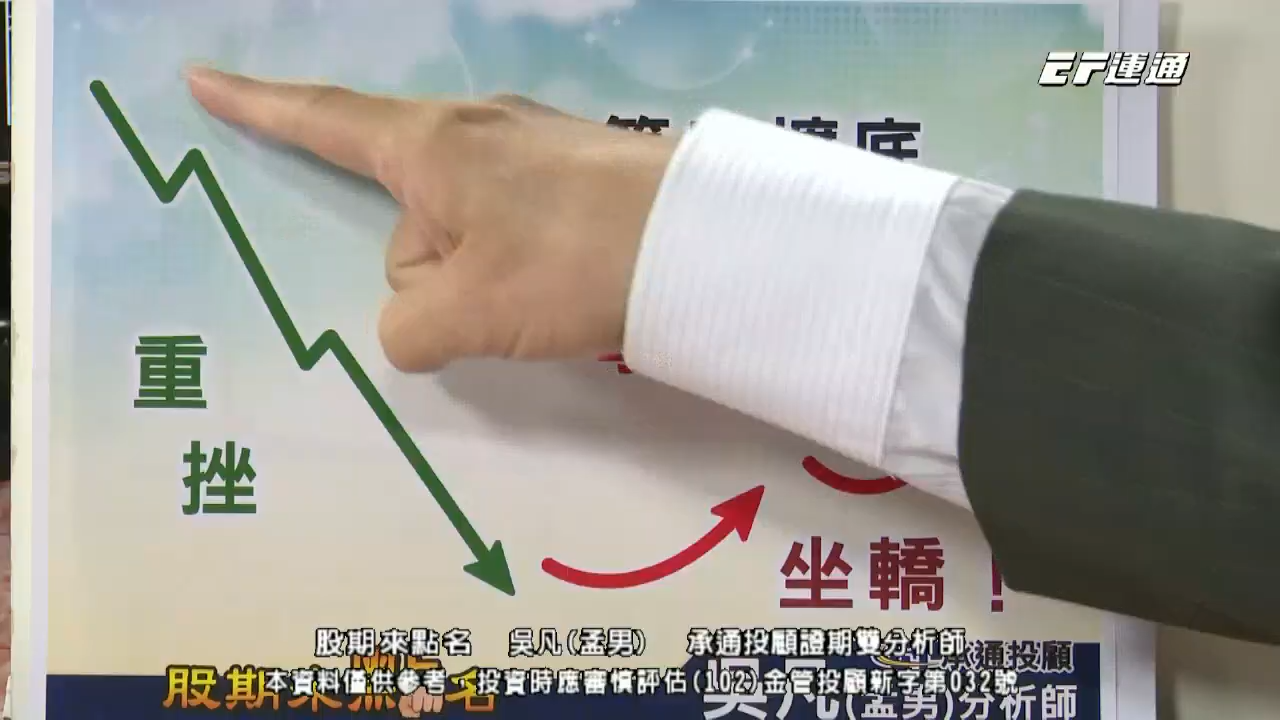 EF運通
底
重
挫
坐轎!
股期來點名 吳凡(孟男) 承通投顧證期雙分析師
承通投顧
本資料僅供參考,投資時應審慎評估(102)金管投顧新字第032號
股期來點名
吳凡(孟男)分析師